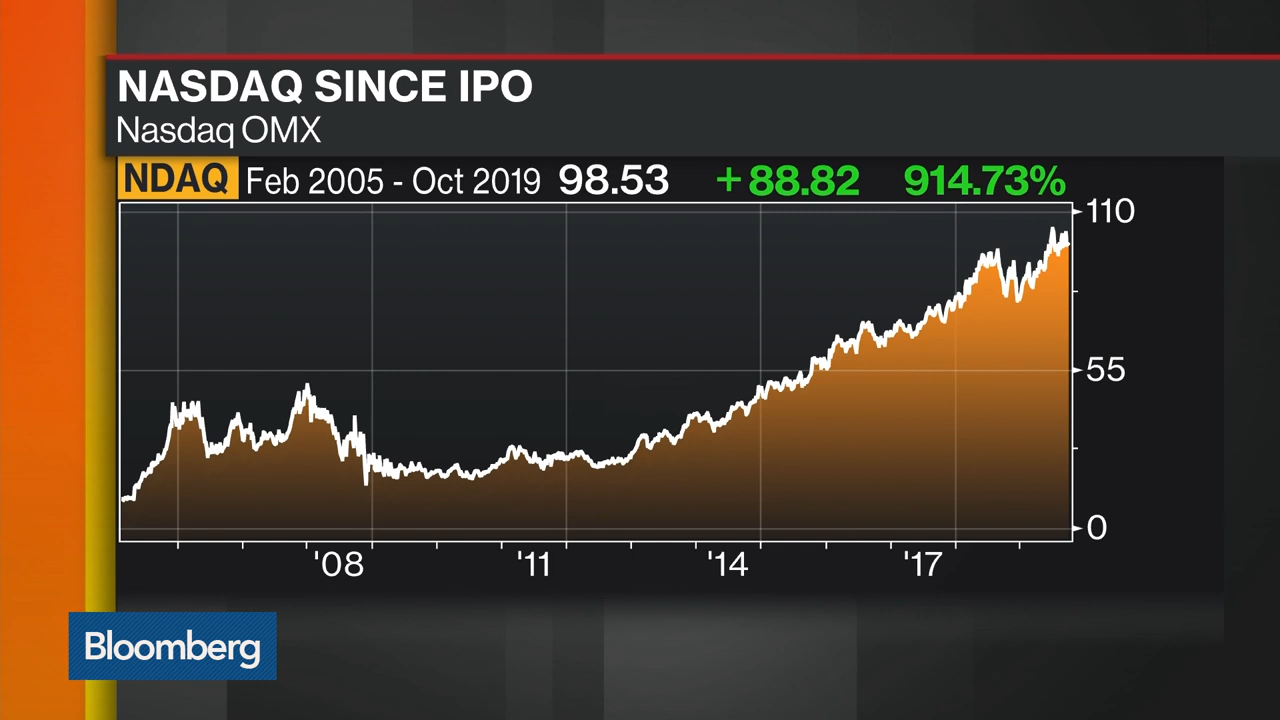 NASDAQ SINCE IPO
Nasdaq OMX
NDAQ Feb 2005 - Oct 2019 98.53 +88.82 914.73%
110
55
0
'08 '11 '14 '17
Bloomberg